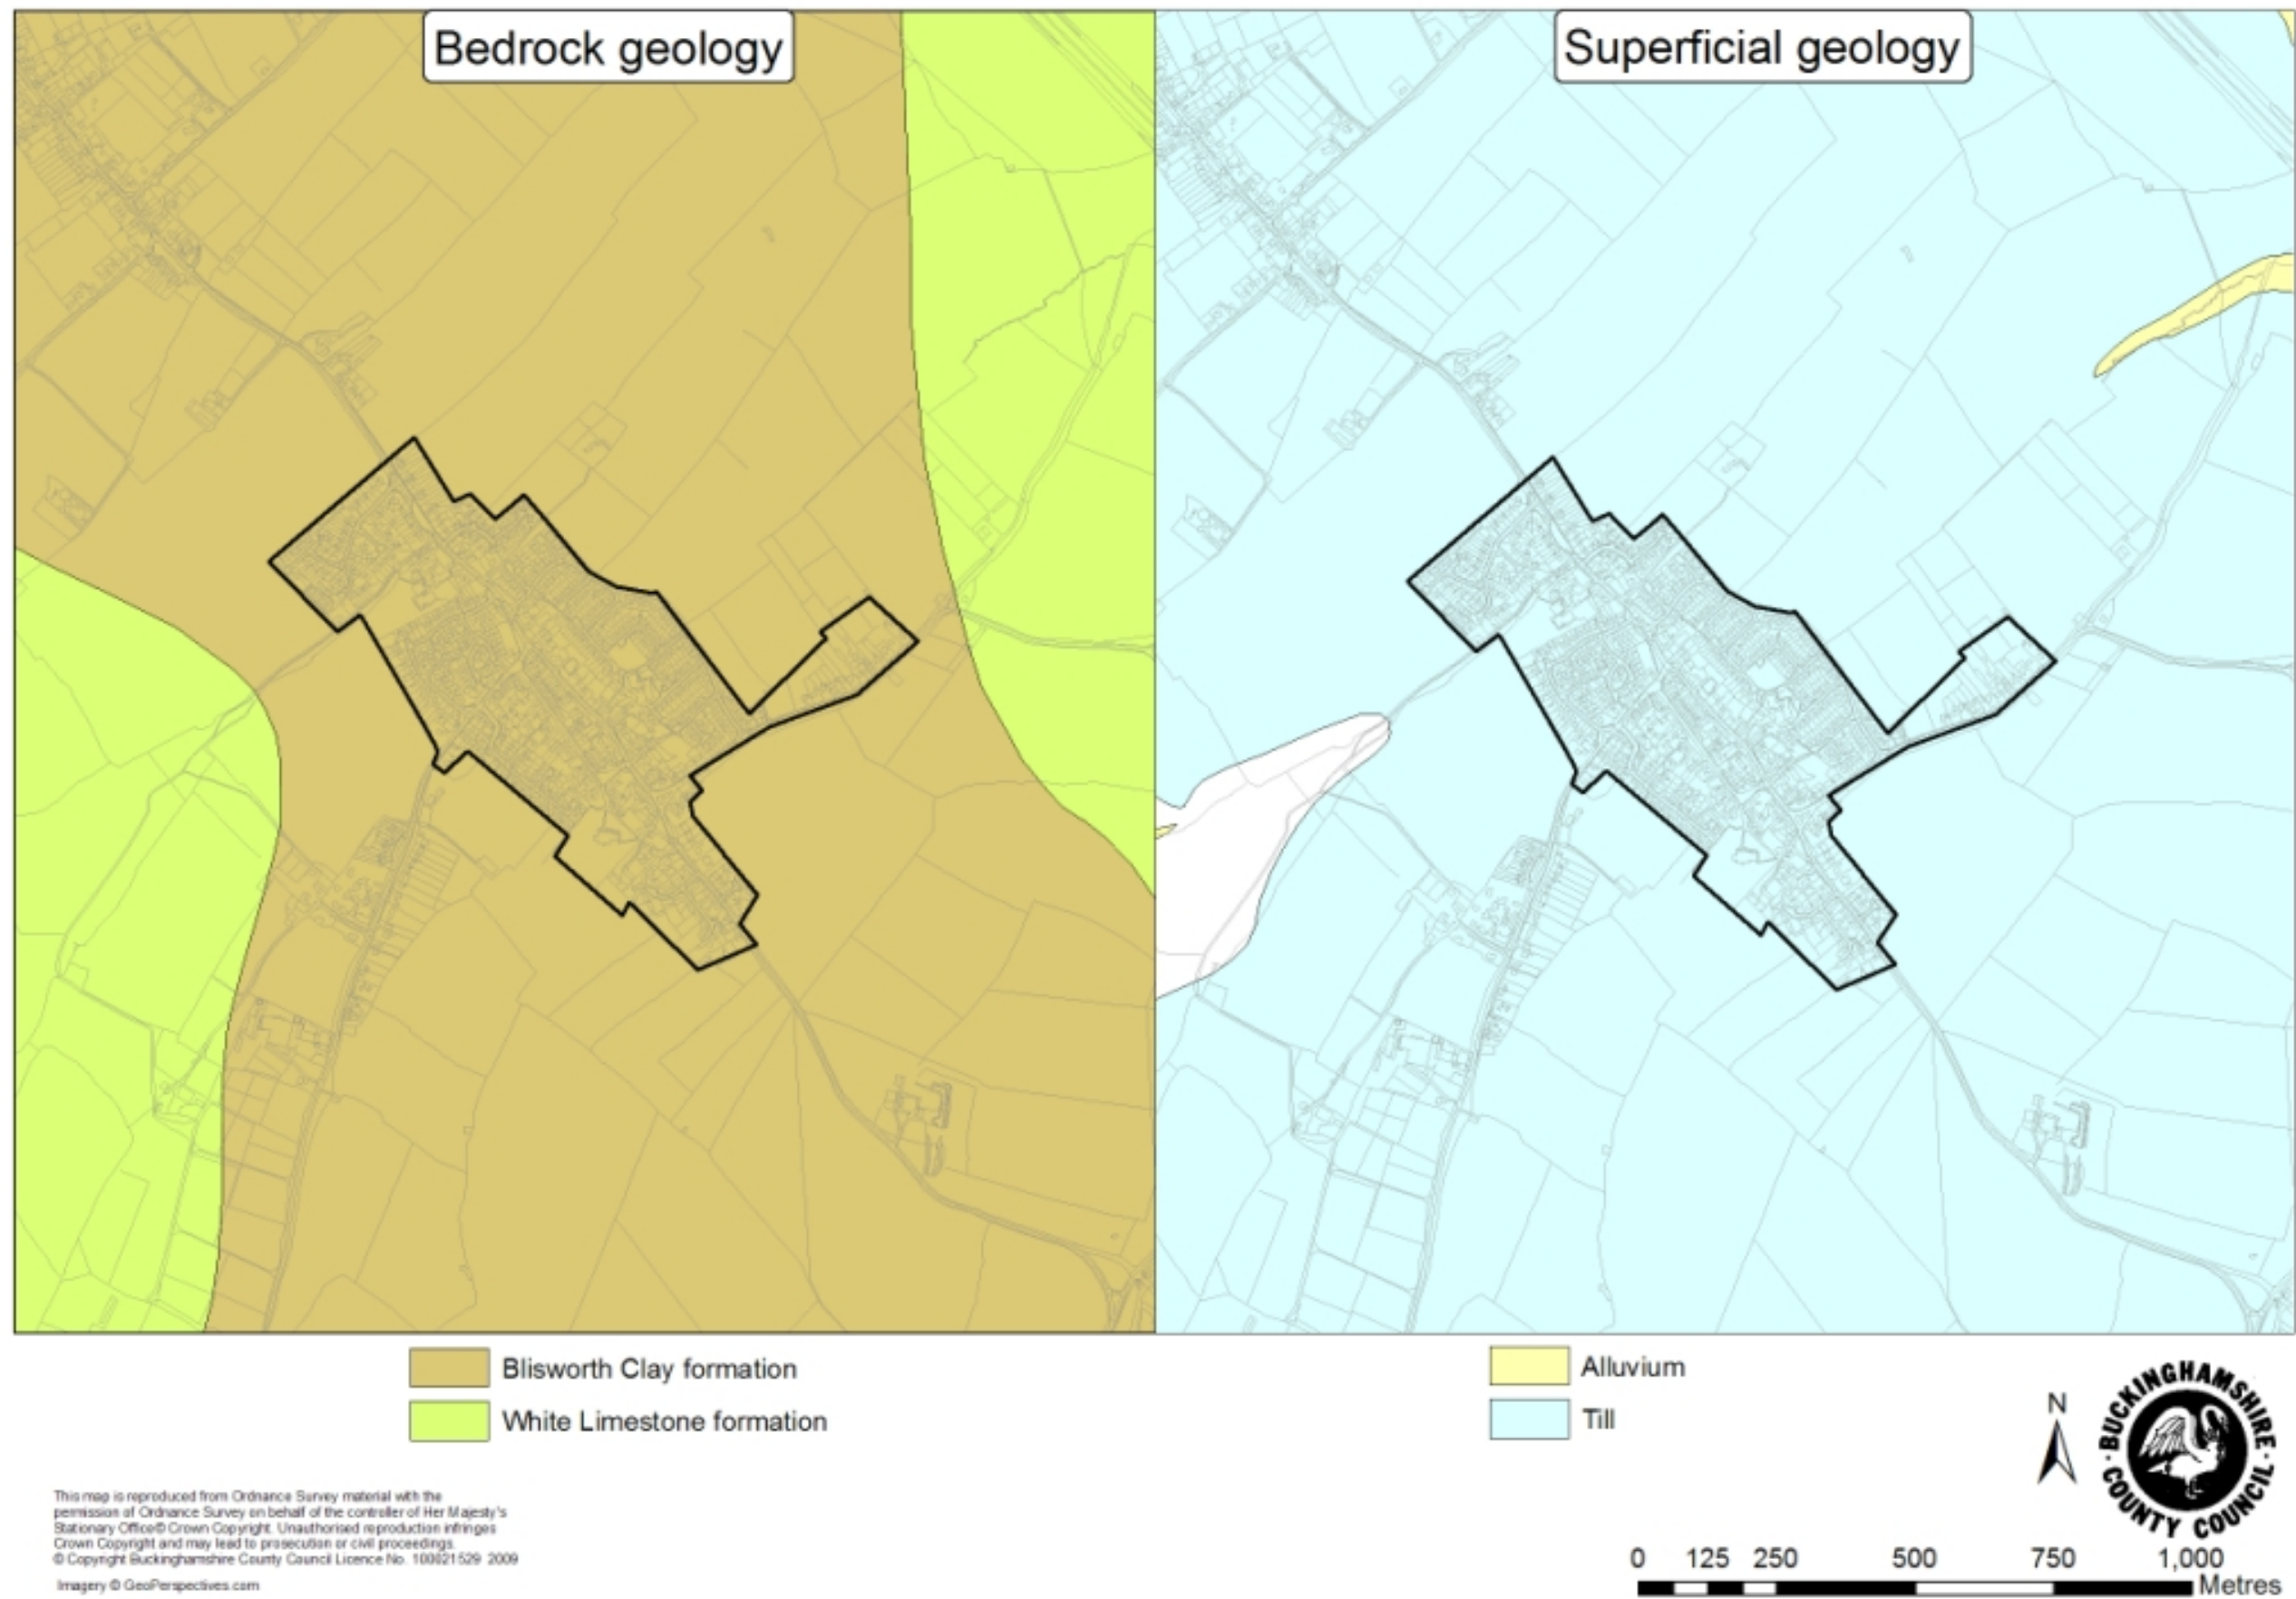 Bedrock geology
Superficial geology
Blisworth Clay formation
White Limestone formation
Alluvium
Till
N
BUCKINGHAMSHIRE
COUNTY COUNCIL
This map is reproduced from Ordnance Survey material with the
permission of Ordnance Survey on behalf of the controller of Her Majesty's
Stationary Office© Crown Copyright. Unauthorised reproduction infringes
Crown Copyright and may lead to prosecution or civil proceedings.
© Copyright Buckinghamshire County Council Licence No. 100021529 2009
Imagery © GeoPerspectives.com
0 125 250 500 750 1,000
Metres